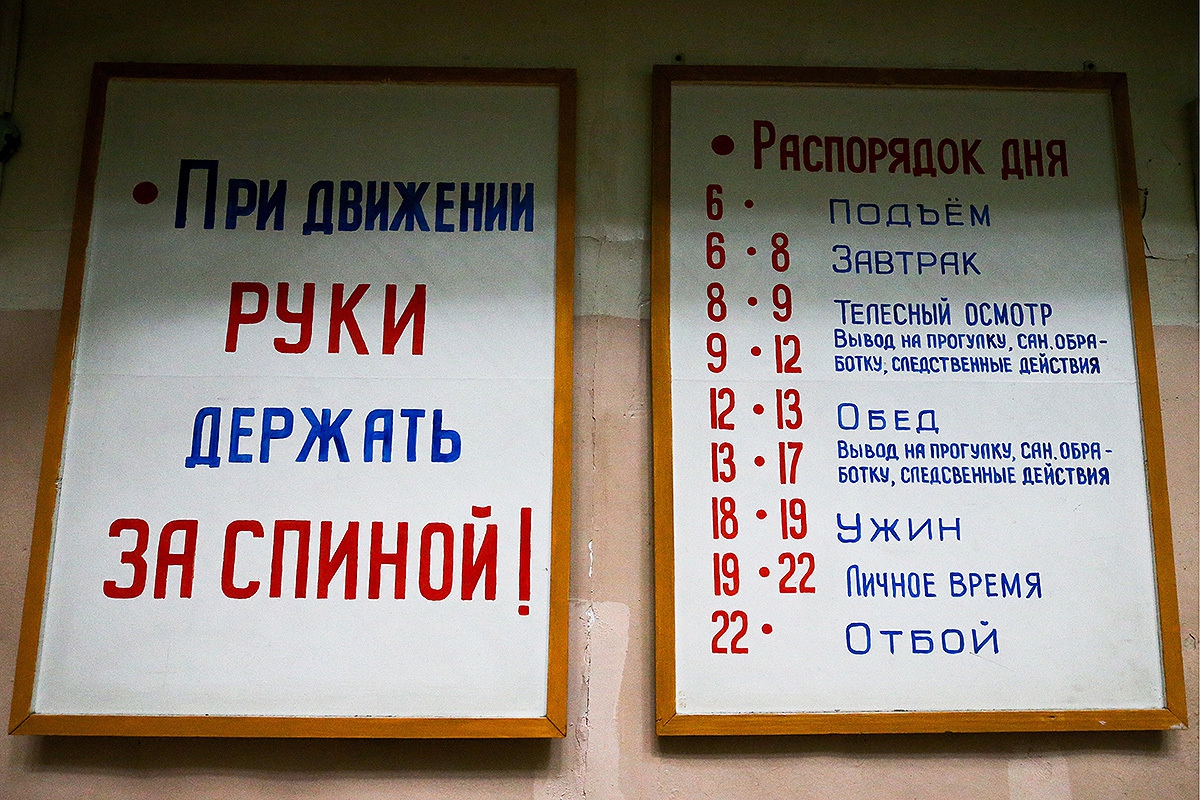 • При движении
руки
держать
за спиной!
• Распорядок дня
6 • Подъём
6 • 8 Завтрак
8 • 9 Телесный осмотр
9 • 12 Вывод на прогулку, сан. обра-
ботку, следственные действия
12 • 13 Обед
13 • 17 Вывод на прогулку, сан. обра-
ботку, следсвенные действия
18 • 19 Ужин
19 • 22 Личное время
22 • Отбой